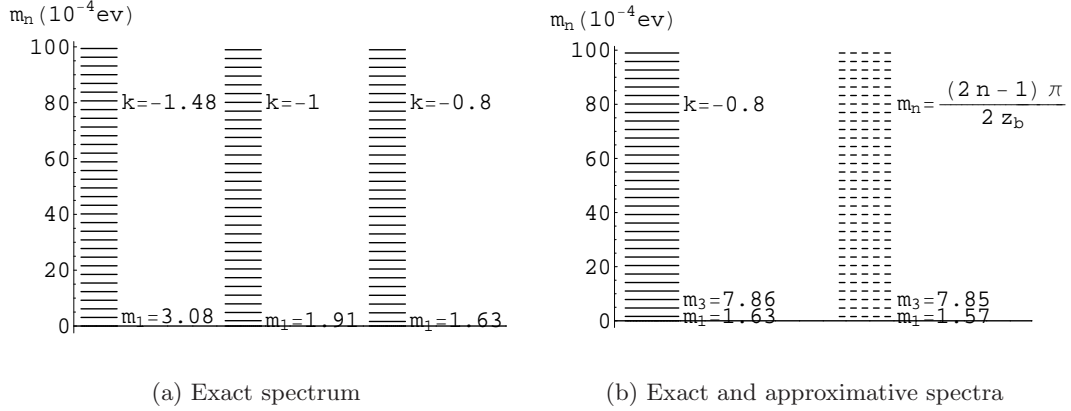 m_n(10^-4 ev)
100
80
60
40
20
0
k=-1.48
k=-1
k=-0.8
m_1=3.08
m_1=1.91
m_1=1.63
(a) Exact spectrum
m_n(10^-4 ev)
100
80
60
40
20
0
k=-0.8
m_n=(2 n-1) π / 2 z_b
m_3=7.86
m_1=1.63
m_3=7.85
m_1=1.57
(b) Exact and approximative spectra